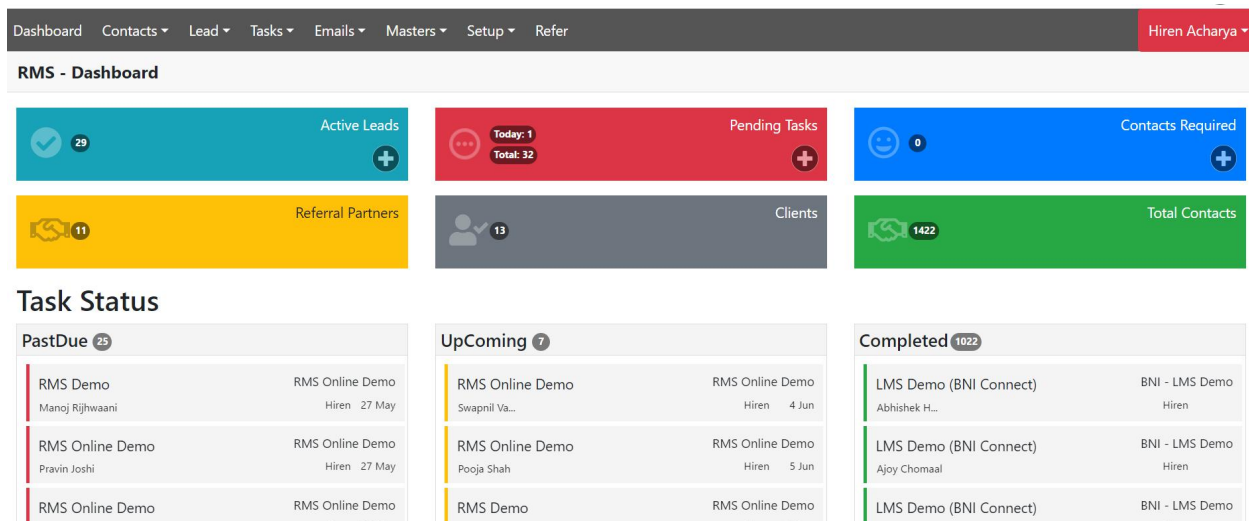 Dashboard Contacts Lead Tasks Emails Masters Setup Refer Hiren Acharya
RMS - Dashboard
Active Leads
29
Pending Tasks
Today: 1
Total: 32
Contacts Required
0
Referral Partners
11
Clients
13
Total Contacts
1422
Task Status
PastDue 25
RMS Demo RMS Online Demo
Manoj Rijhwaani Hiren 27 May
RMS Online Demo RMS Online Demo
Pravin Joshi Hiren 27 May
RMS Online Demo RMS Online Demo
UpComing 7
RMS Online Demo RMS Online Demo
Swapnil Va... Hiren 4 Jun
RMS Online Demo RMS Online Demo
Pooja Shah Hiren 5 Jun
RMS Demo RMS Online Demo
Completed 1022
LMS Demo (BNI Connect) BNI - LMS Demo
Abhishek H... Hiren
LMS Demo (BNI Connect) BNI - LMS Demo
Ajoy Chomaal Hiren
LMS Demo (BNI Connect) BNI - LMS Demo